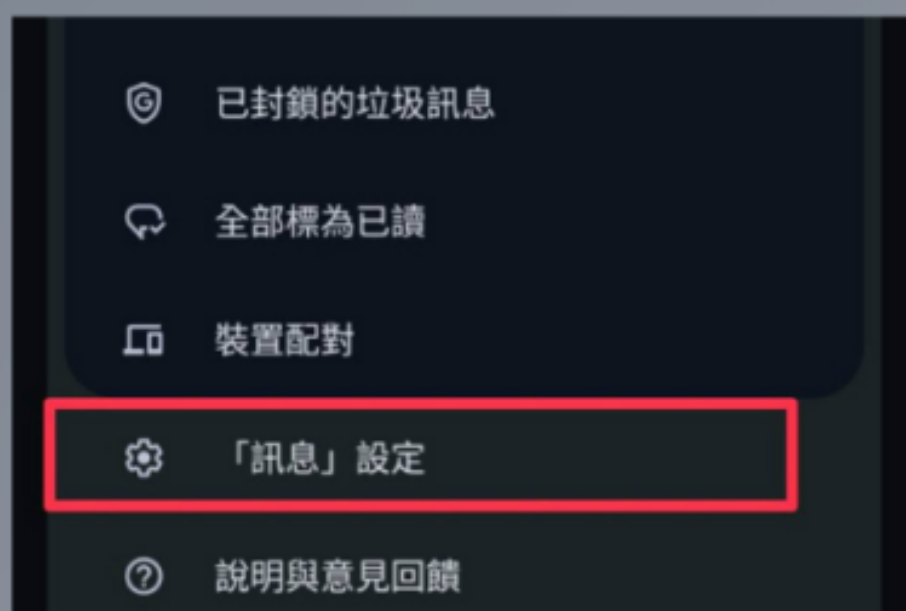 已封鎖的垃圾訊息
全部標為已讀
裝置配對
「訊息」設定
說明與意見回饋